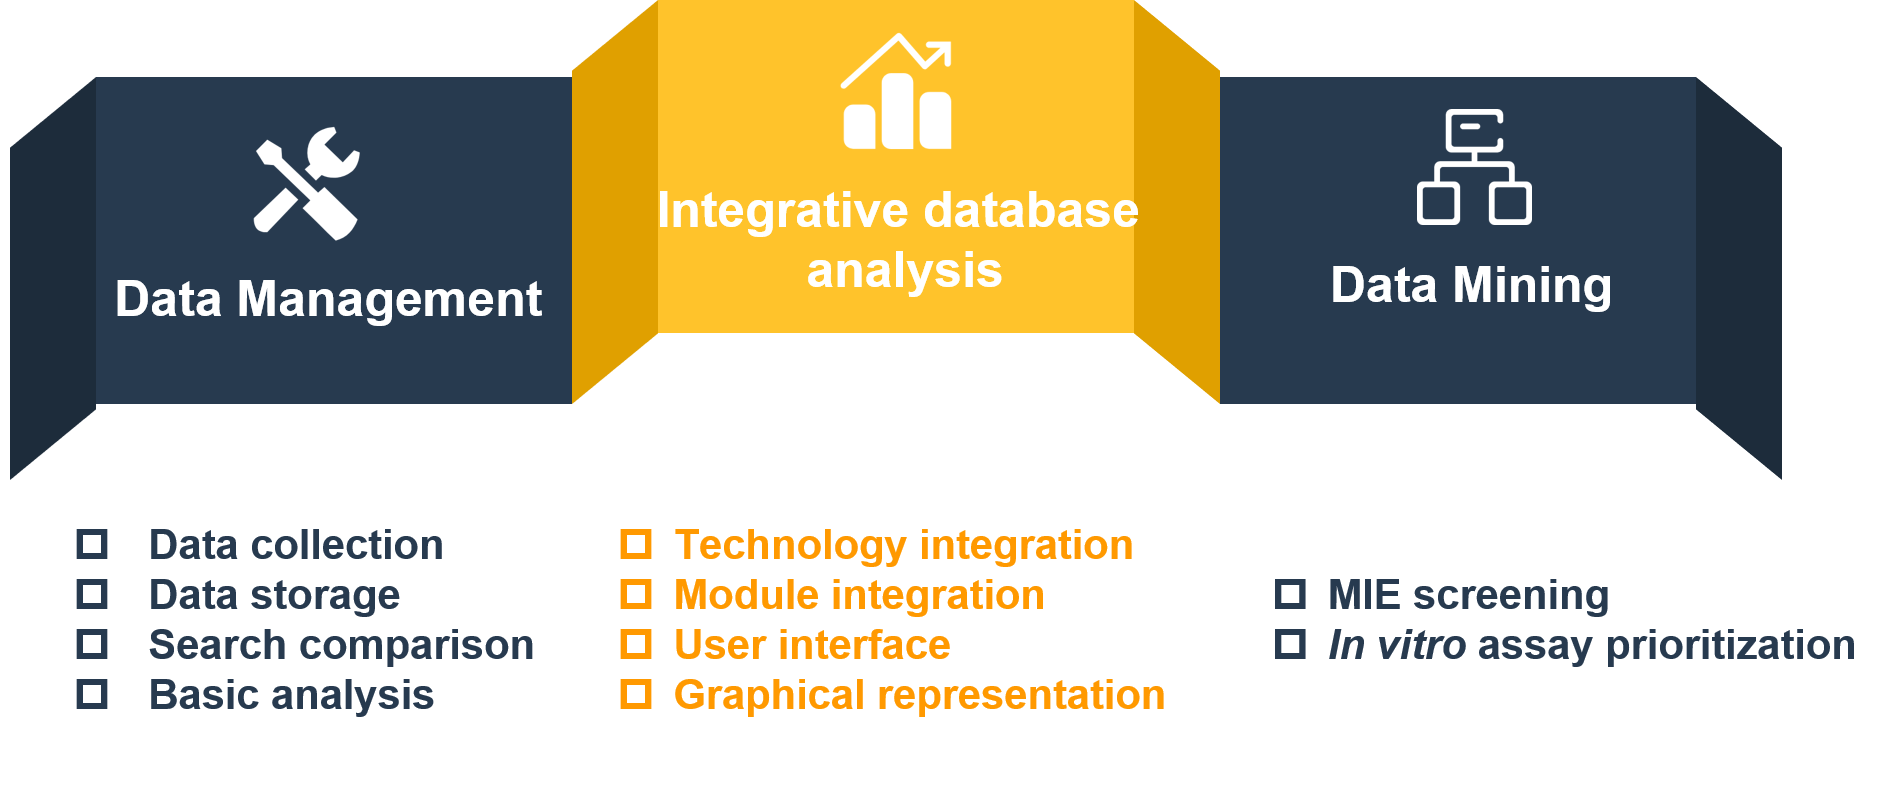 Data Management
Integrative database
analysis
Data Mining
Data collection
Data storage
Search comparison
Basic analysis
Technology integration
Module integration
User interface
Graphical representation
MIE screening
In vitro assay prioritization